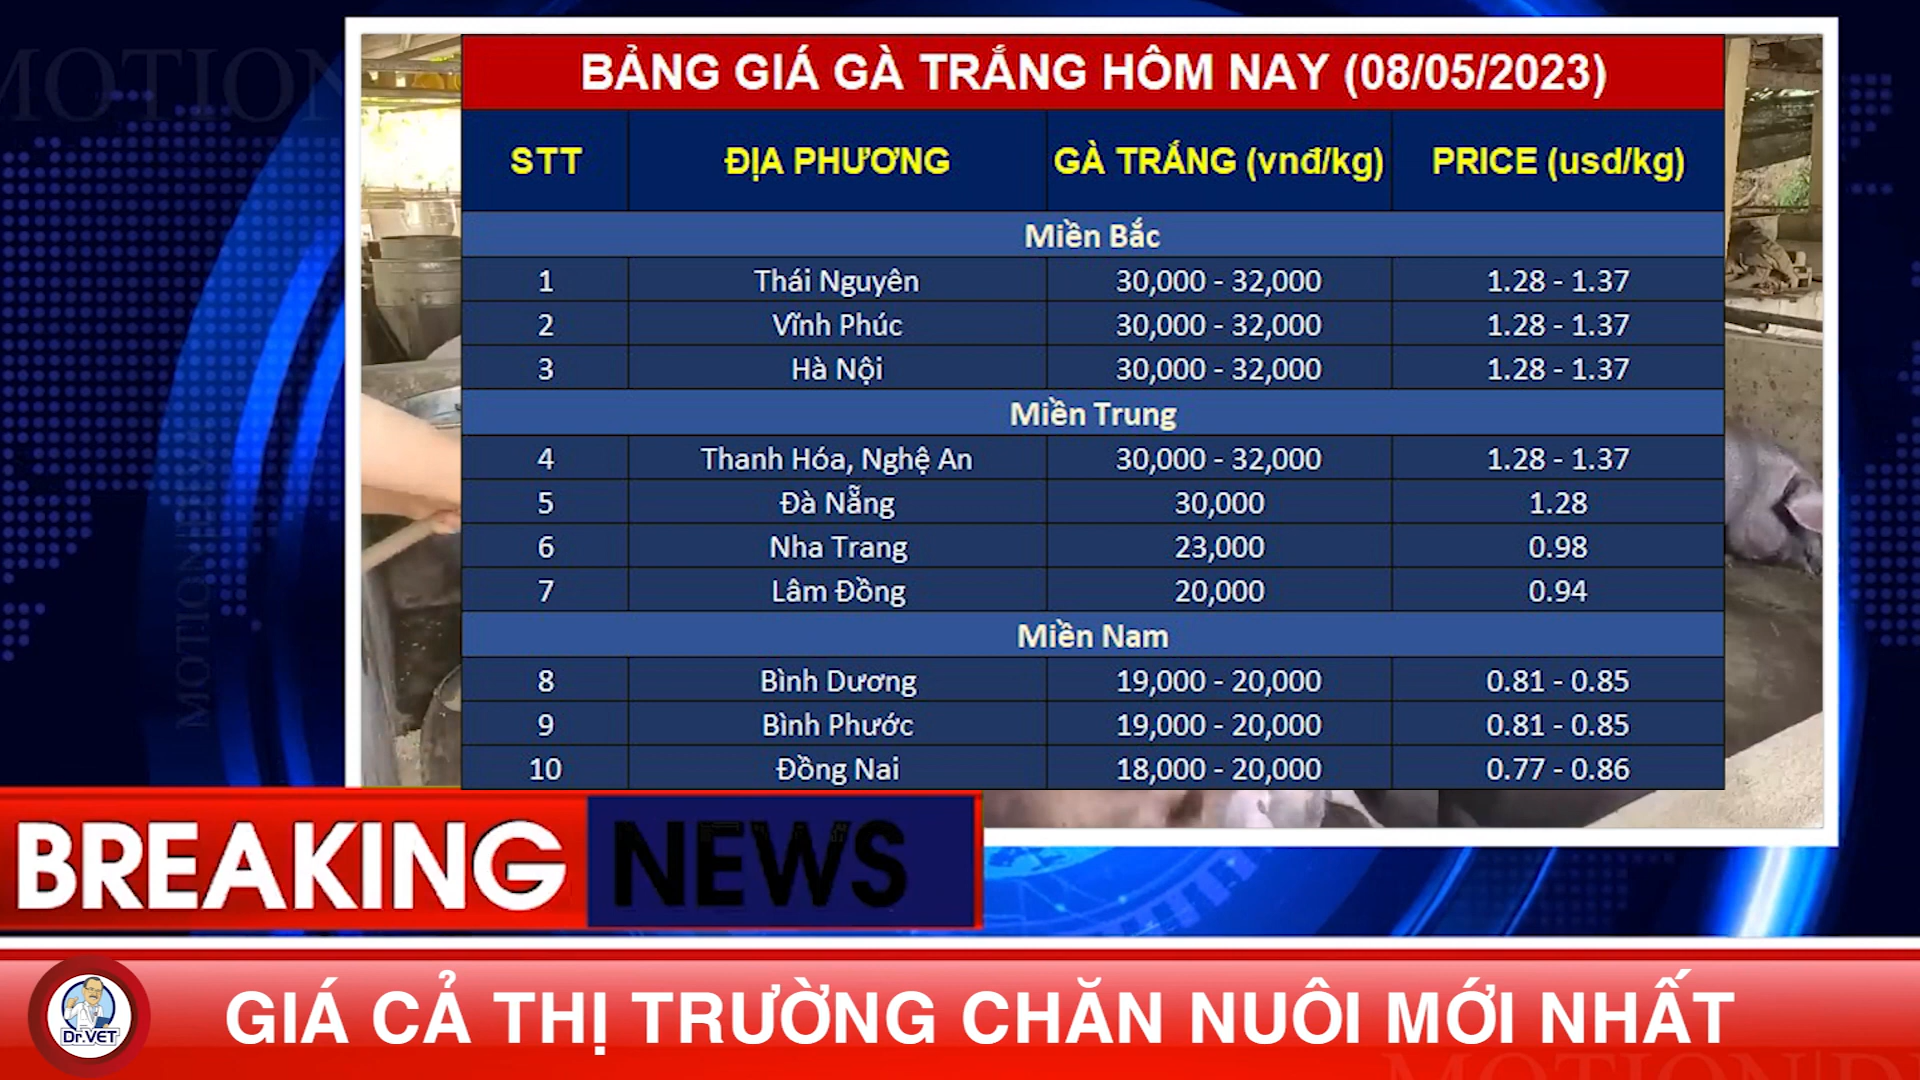 BẢNG GIÁ GÀ TRẮNG HÔM NAY (08/05/2023)
STT ĐỊA PHƯƠNG GÀ TRẮNG (vnđ/kg) PRICE (usd/kg)
Miền Bắc
1 Thái Nguyên 30,000 - 32,000 1.28 - 1.37
2 Vĩnh Phúc 30,000 - 32,000 1.28 - 1.37
3 Hà Nội 30,000 - 32,000 1.28 - 1.37
Miền Trung
4 Thanh Hóa, Nghệ An 30,000 - 32,000 1.28 - 1.37
5 Đà Nẵng 30,000 1.28
6 Nha Trang 23,000 0.98
7 Lâm Đồng 20,000 0.94
Miền Nam
8 Bình Dương 19,000 - 20,000 0.81 - 0.85
9 Bình Phước 19,000 - 20,000 0.81 - 0.85
10 Đồng Nai 18,000 - 20,000 0.77 - 0.86
BREAKING NEWS
Dr.VET
GIÁ CẢ THỊ TRƯỜNG CHĂN NUÔI MỚI NHẤT